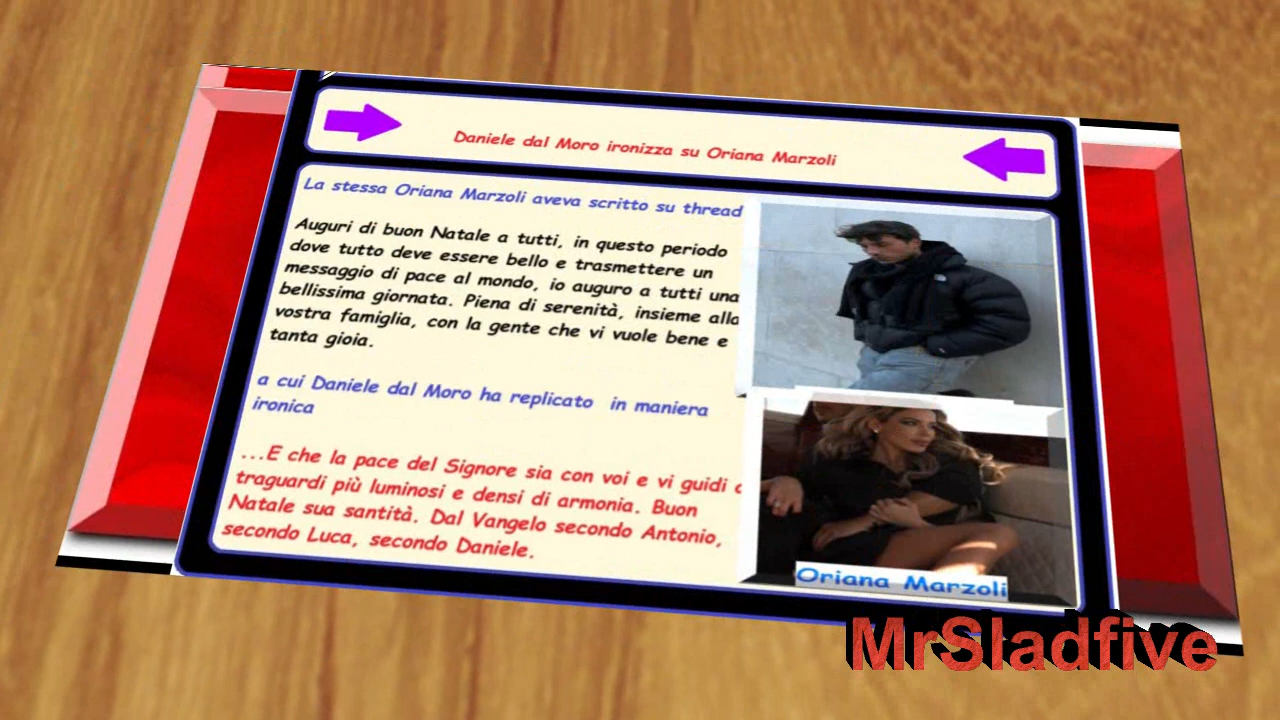 Daniele dal Moro ironizza su Oriana Marzoli
La stessa Oriana Marzoli aveva scritto su thread
Auguri di buon Natale a tutti, in questo periodo
dove tutto deve essere bello e trasmettere un
messaggio di pace al mondo, io auguro a tutti una
bellissima giornata. Piena di serenità, insieme alla
vostra famiglia, con la gente che vi vuole bene e
tanta gioia.
a cui Daniele dal Moro ha replicato in maniera
ironica
...E che la pace del Signore sia con voi e vi guidi
traguardi più luminosi e densi di armonia. Buon
Natale sua santità. Dal Vangelo secondo Antonio,
secondo Luca, secondo Daniele.
Oriana Marzoli
MrSladfive